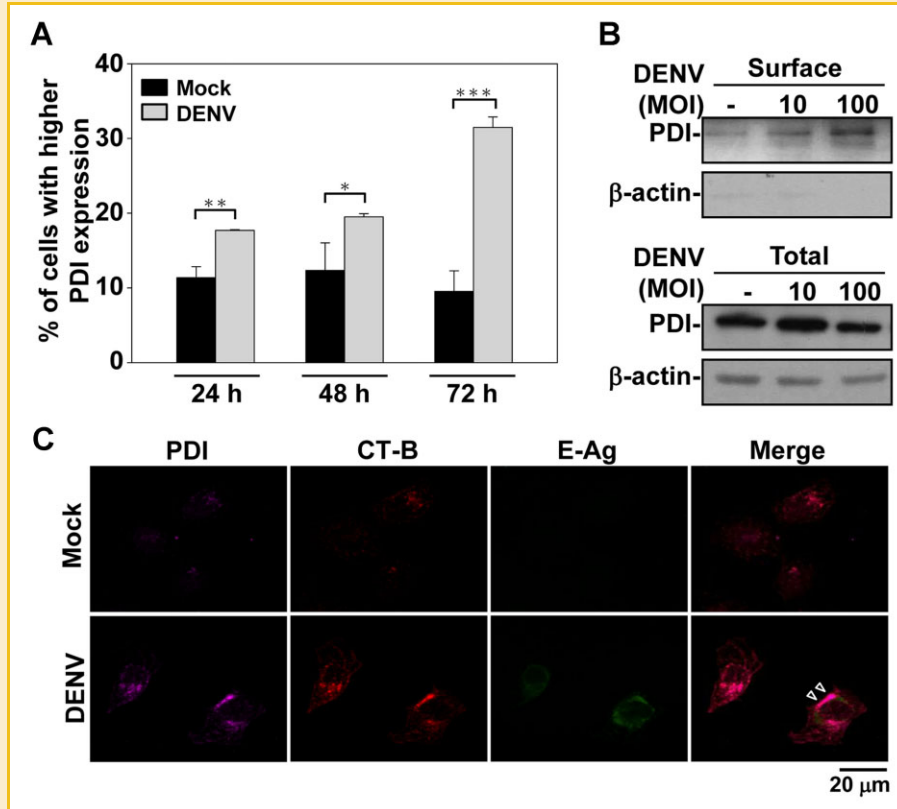 A
% of cells with higher
PDI expression
40
30
20
10
0
Mock
DENV
**
*
***
24 h
48 h
72 h
B
DENV
(MOI)
Surface
- 10 100
PDI-
β-actin-
DENV
(MOI)
Total
- 10 100
PDI-
β-actin-
C
PDI CT-B E-Ag Merge
Mock
DENV
20 μm